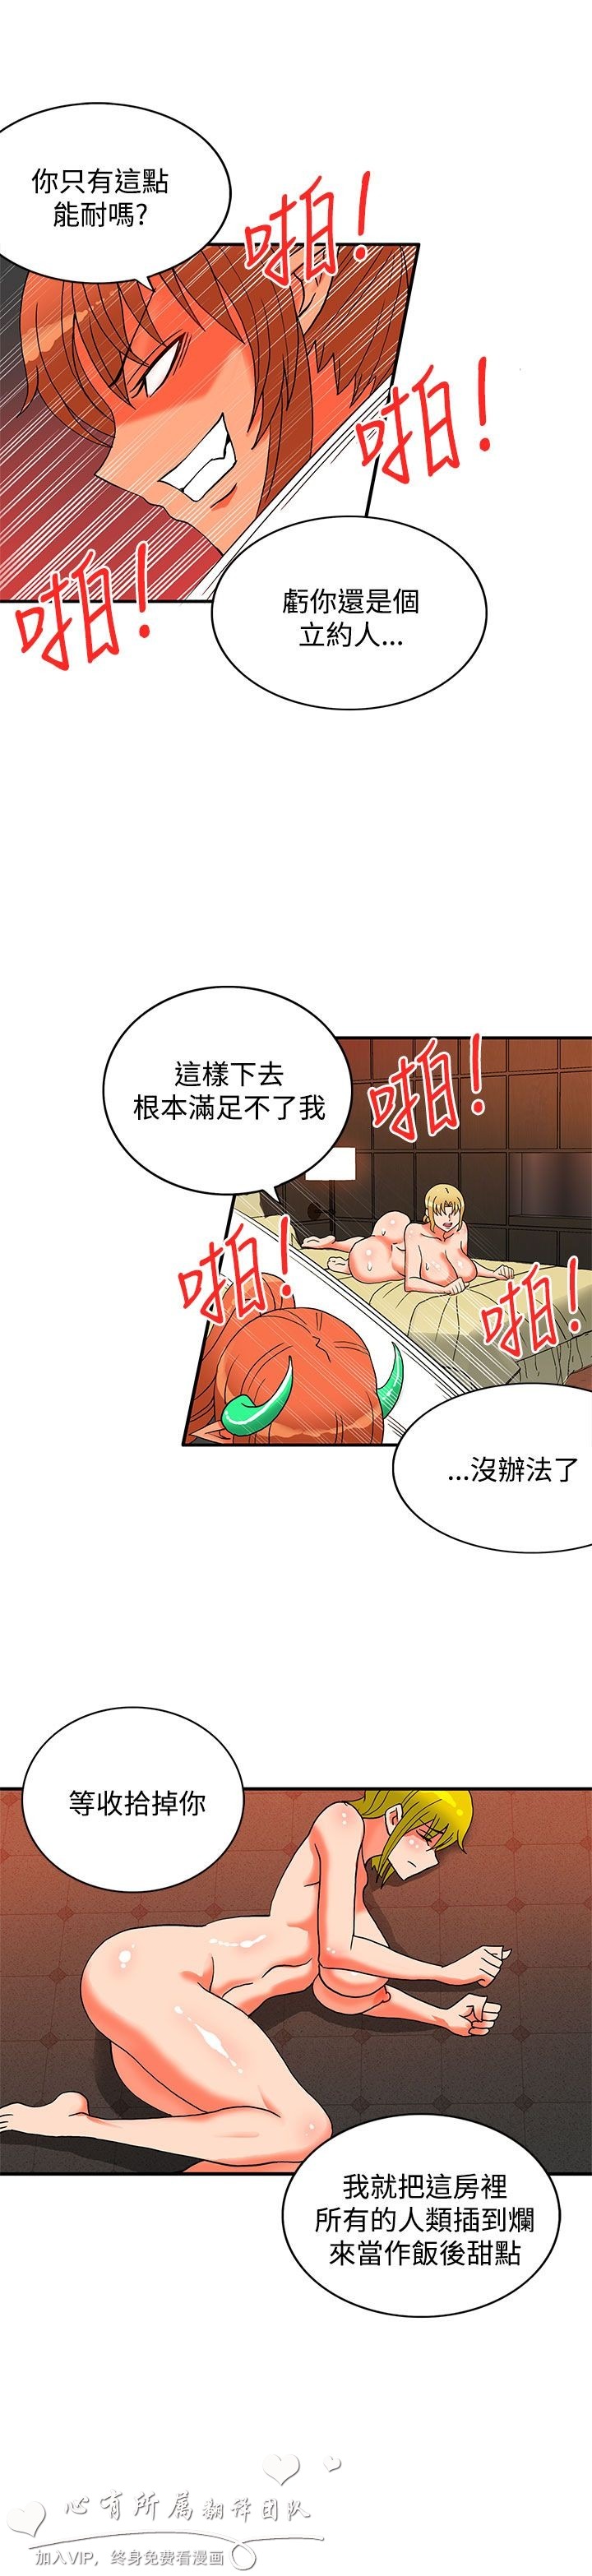 你只有這點
能耐嗎?
啪!
啪!
啪!
虧你還是個
立約人...
這樣下去
根本滿足不了我
啪!
啪!
啪!
...沒辦法了
等收拾掉你
我就把這房裡
所有的人類插到爛
來當作飯後甜點
心有所属翻译团队
加入VIP，终身免费看漫画